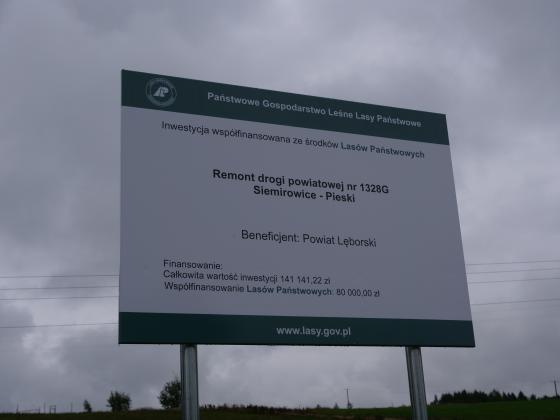 Państwowe Gospodarstwo Leśne Lasy Państwowe
Inwestycja współfinansowana ze środków Lasów Państwowych
Remont drogi powiatowej nr 1328G
Siemirowice - Pieski
Beneficjent: Powiat Lęborski
Finansowanie:
Całkowita wartość inwestycji 141 141,22 zł
Współfinansowanie Lasów Państwowych: 80 000,00 zł
www.lasy.gov.pl